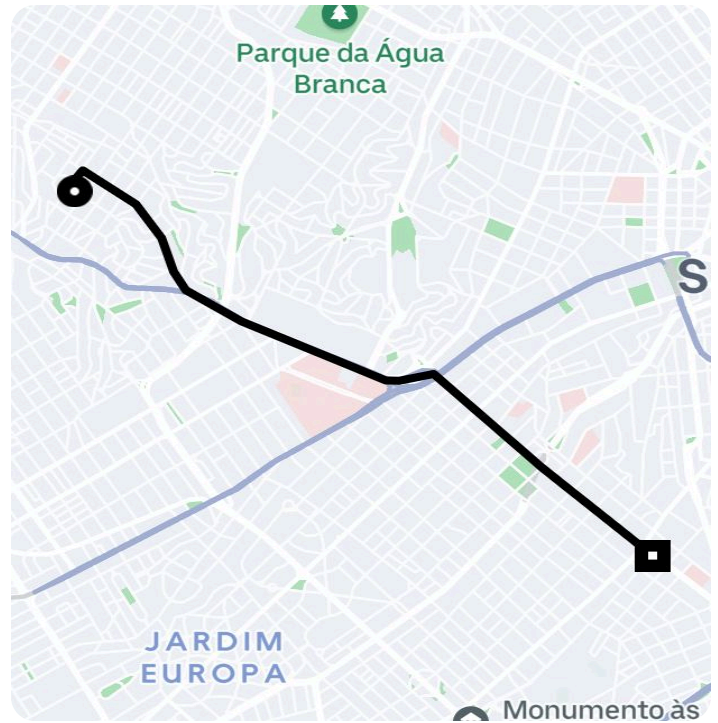 Parque da Água
Branca
S
JARDIM
EUROPA
Monumento às